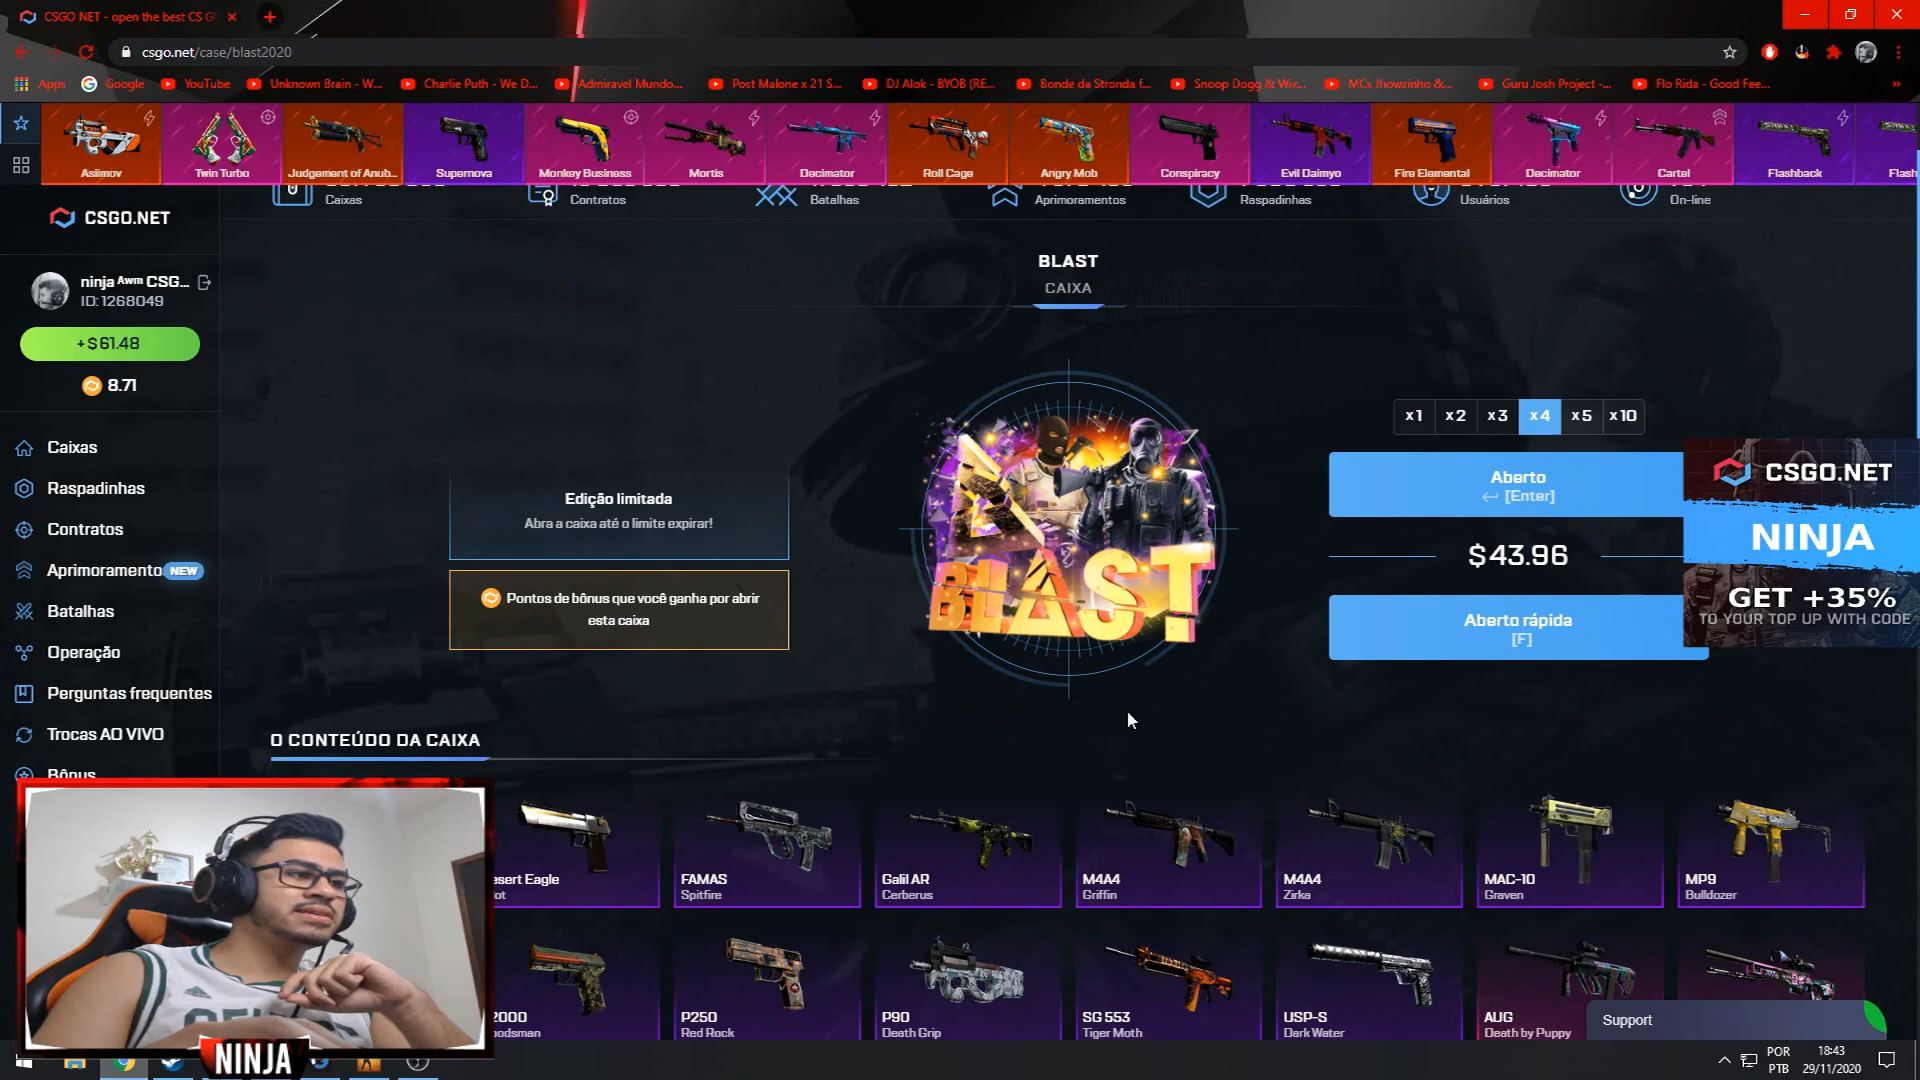 CSGO NET - open the best CS G
csgo.net/case/blast2020
Apps
Google
YouTube
Unknown Brain - W...
Charlie Puth - We D...
Admiravel Mundo...
Post Malone x 21 S...
DJ Alok - BYOB (RE...
Bonde da Stronda f...
Snoop Dogg & Wiz...
MCs Jhowzinho &...
Guru Josh Project -...
Flo Rida - Good Fee...
»
Asiimov
Twin Turbo
Judgement of Anub...
Supernova
Monkey Business
Mortis
Decimator
Roll Cage
Angry Mob
Conspiracy
Evil Daimyo
Fire Elemental
Decimator
Cartel
Flashback
Flash
Caixas
Contratos
Batalhas
Aprimoramentos
Raspadinhas
Usuários
On-line
CSGO.NET
ninja ᴬʷᵐ CSG...
ID: 1268049
+$61.48
8.71
Caixas
Raspadinhas
Contratos
Aprimoramento NEW
Batalhas
Operação
Perguntas frequentes
Trocas AO VIVO
Bônus
BLAST
CAIXA
Edição limitada
Abra a caixa até o limite expirar!
Pontos de bônus que você ganha por abrir
esta caixa
BLAST
x1 x2 x3 x4 x5 x10
Aberto
[Enter]
$43.96
Aberto rápida
[F]
CSGO.NET
NINJA
GET +35%
TO YOUR TOP UP WITH CODE
O CONTEÚDO DA CAIXA
esert Eagle
ot
FAMAS
Spitfire
Galil AR
Cerberus
M4A4
Griffin
M4A4
Zirka
MAC-10
Graven
MP9
Bulldozer
2000
oodsman
P250
Red Rock
P90
Death Grip
SG 553
Tiger Moth
USP-S
Dark Water
AUG
Death by Puppy
Support
NINJA
POR
PTB
18:43
29/11/2020